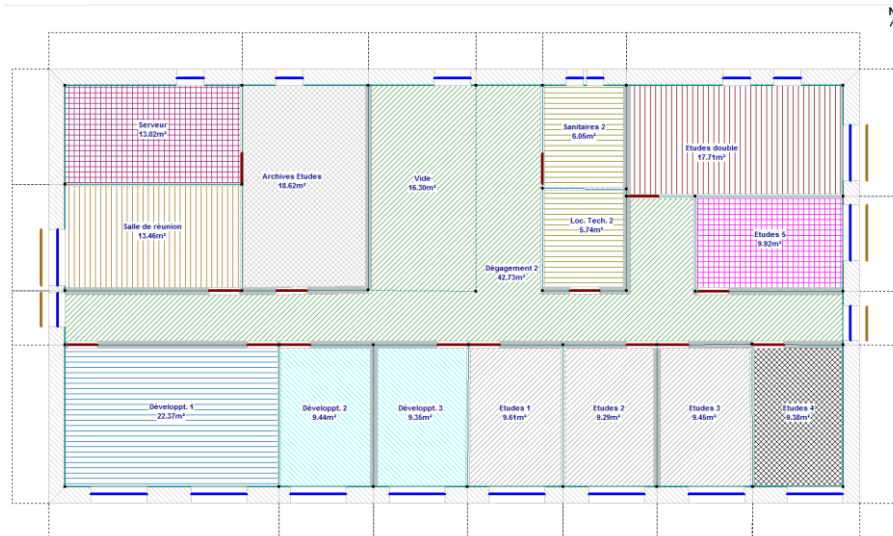 N
Serveur
13.02m²
Sanitaires 2
6.05m²
Etudes double
17.71m²
Archives Etudes
18.62m²
Vide
16.30m²
Salle de réunion
13.46m²
Loc. Tech. 2
5.74m²
Etudes 5
9.92m²
Dégagement 2
42.73m²
Développt. 1
22.37m²
Développt. 2
9.44m²
Développt. 3
9.35m²
Etudes 1
9.61m²
Etudes 2
9.29m²
Etudes 3
9.45m²
Etudes 4
9.38m²